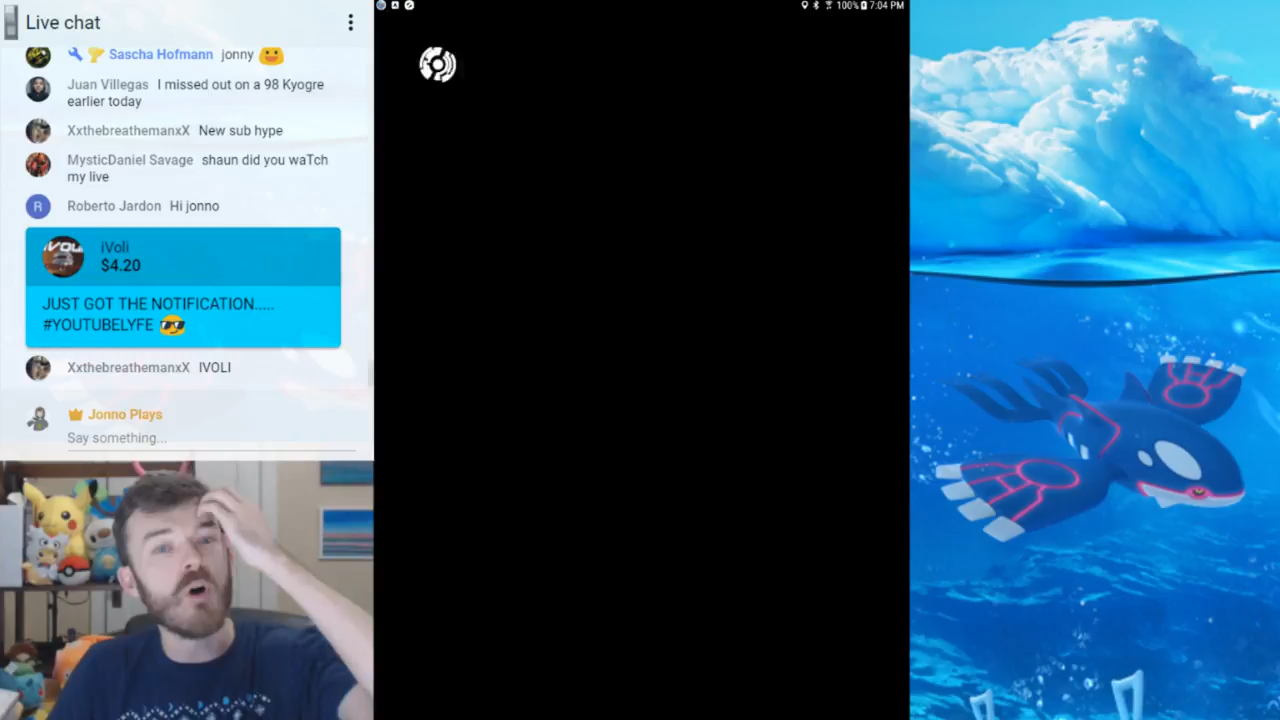 Live chat
100% 7:04 PM
Sascha Hofmann jonny
Juan Villegas I missed out on a 98 Kyogre
earlier today
XxthebreathemanxX New sub hype
MysticDaniel Savage shaun did you waTch
my live
R Roberto Jardon Hi jonno
iVoli
$4.20
JUST GOT THE NOTIFICATION.....
#YOUTUBELYFE
XxthebreathemanxX IVOLI
Jonno Plays
Say something...